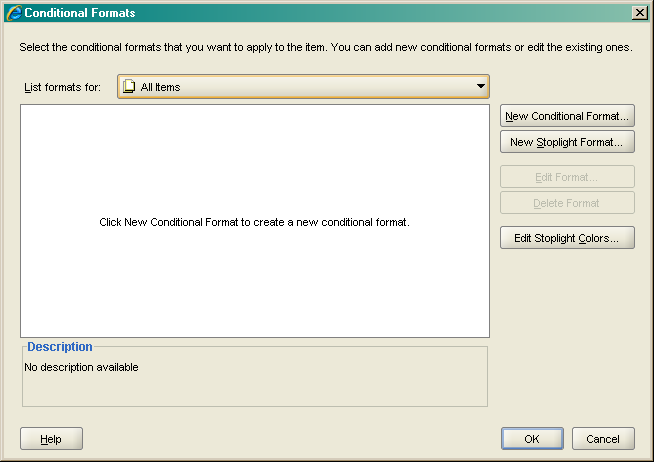 Conditional Formats
Select the conditional formats that you want to apply to the item. You can add new conditional formats or edit the existing ones.
List formats for: All Items
New Conditional Format...
New Stoplight Format...
Edit Format...
Delete Format
Edit Stoplight Colors...
Click New Conditional Format to create a new conditional format.
Description
No description available
Help OK Cancel